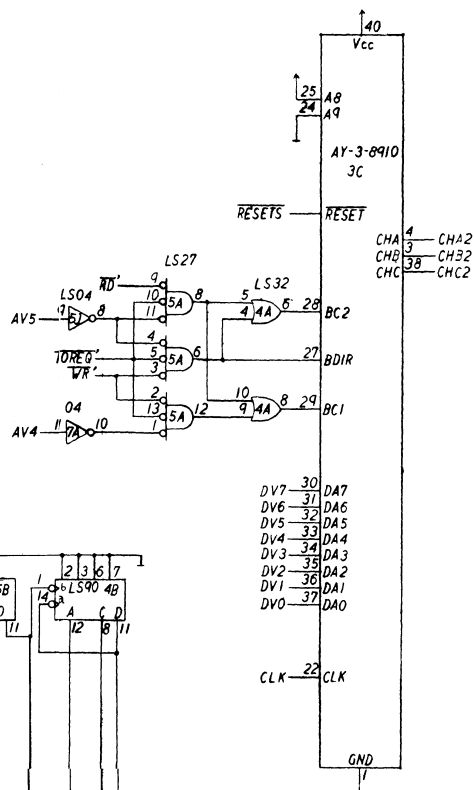 40
Vcc
25 A8
24 A9
AY-3-8910
3C
RESETS RESET
CHA 4 CHA2
CHB 3 CHB2
CHC 38 CHC2
LS27
RD' 9
10 5A 8
11
LS04
AV5 9 8
4
IOREQ' 5 5A 6
WR' 3
2
13 5A 12
1
04
AV4 11 7A 10
LS32
5 4A 6 28 BC2
4
27 BDIR
10 4A 8 29 BC1
9
DV7 30 DA7
DV6 31 DA6
DV5 32 DA5
DV4 33 DA4
DV3 34 DA3
DV2 35 DA2
DV1 36 DA1
DV0 37 DA0
CLK 22 CLK
GND
1
2 3 6 7
1 LS90 4B
14
A C D
12 8 11
11